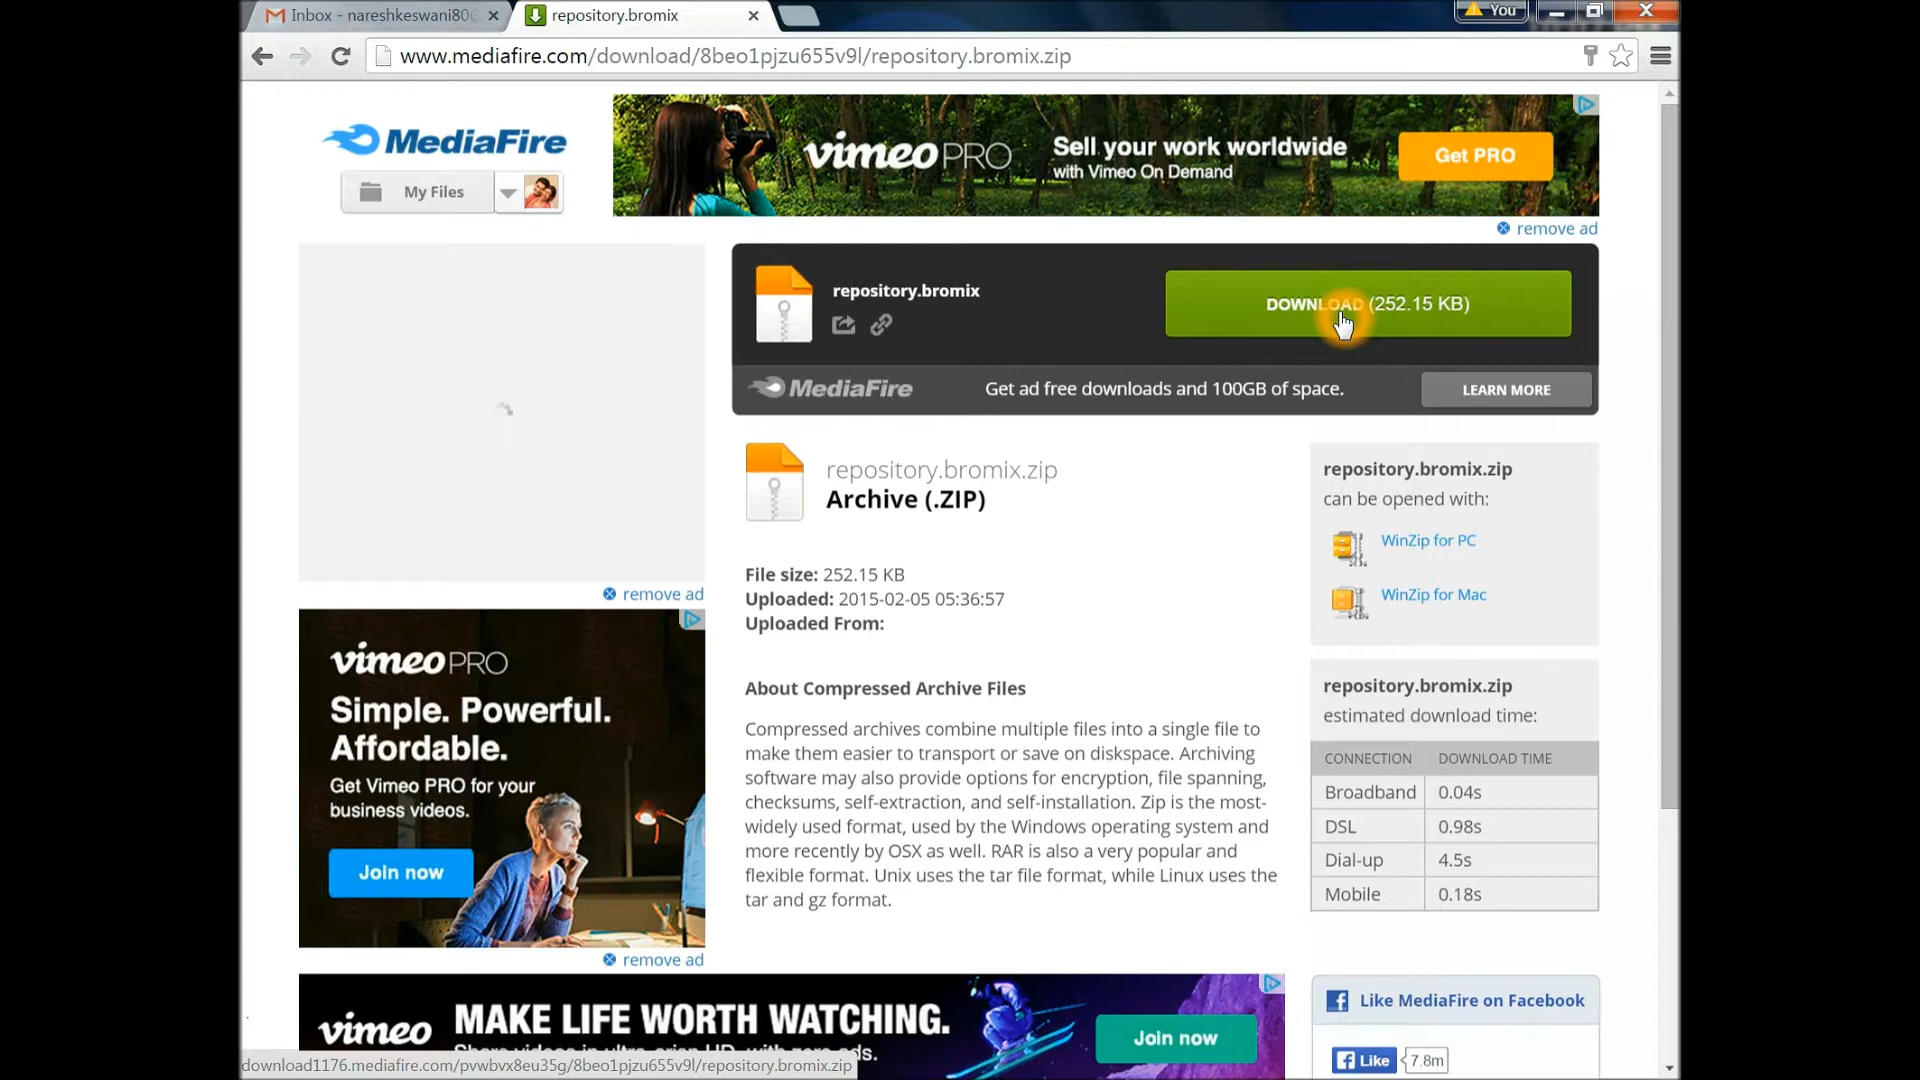 Inbox - nareshkeswani80@
repository.bromix
You
www.mediafire.com/download/8beo1pjzu655v9l/repository.bromix.zip
MediaFire
My Files
vimeo PRO
Sell your work worldwide
with Vimeo On Demand
Get PRO
remove ad
repository.bromix
DOWNLOAD (252.15 KB)
MediaFire
Get ad free downloads and 100GB of space.
LEARN MORE
repository.bromix.zip
Archive (.ZIP)
File size: 252.15 KB
Uploaded: 2015-02-05 05:36:57
Uploaded From:
About Compressed Archive Files
Compressed archives combine multiple files into a single file to
make them easier to transport or save on diskspace. Archiving
software may also provide options for encryption, file spanning,
checksums, self-extraction, and self-installation. Zip is the most-
widely used format, used by the Windows operating system and
more recently by OSX as well. RAR is also a very popular and
flexible format. Unix uses the tar file format, while Linux uses the
tar and gz format.
repository.bromix.zip
can be opened with:
WinZip for PC
WinZip for Mac
repository.bromix.zip
estimated download time:
CONNECTION DOWNLOAD TIME
Broadband 0.04s
DSL 0.98s
Dial-up 4.5s
Mobile 0.18s
remove ad
vimeo PRO
Simple. Powerful.
Affordable.
Get Vimeo PRO for your
business videos.
Join now
remove ad
vimeo
MAKE LIFE WORTH WATCHING.
Share videos in ultra-crisp HD, with zero ads.
Join now
Like MediaFire on Facebook
Like
7.8m
download1176.mediafire.com/pvwbvx8eu35g/8beo1pjzu655v9l/repository.bromix.zip